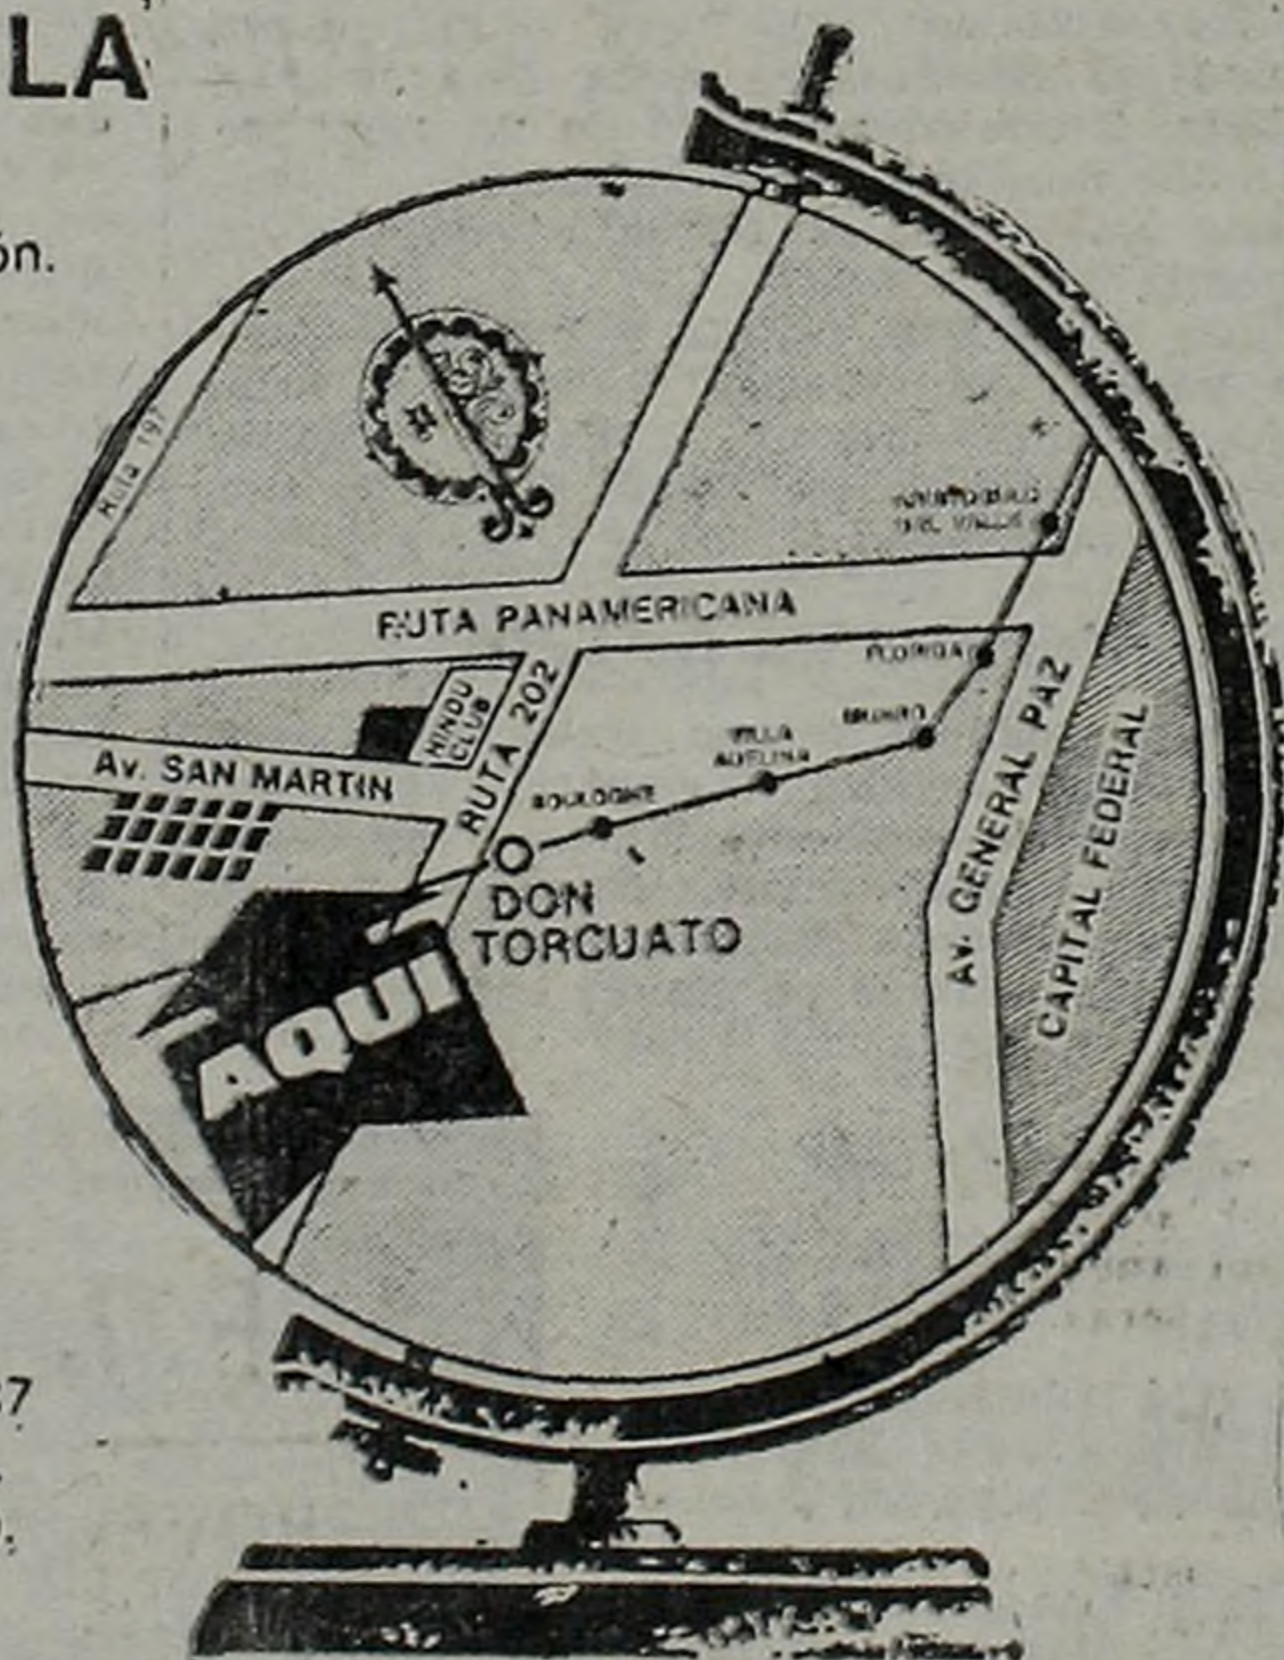 LA
ón.
Ruta 197
RUTA PANAMERICANA
FLORIDA
HINDU
CLUB
RUTA 202
MUNRO
VILLA
ADELINA
Av. SAN MARTIN
BOULOGNE
AV. GENERAL PAZ
CAPITAL FEDERAL
DON
TORCUATO
AQUI
37